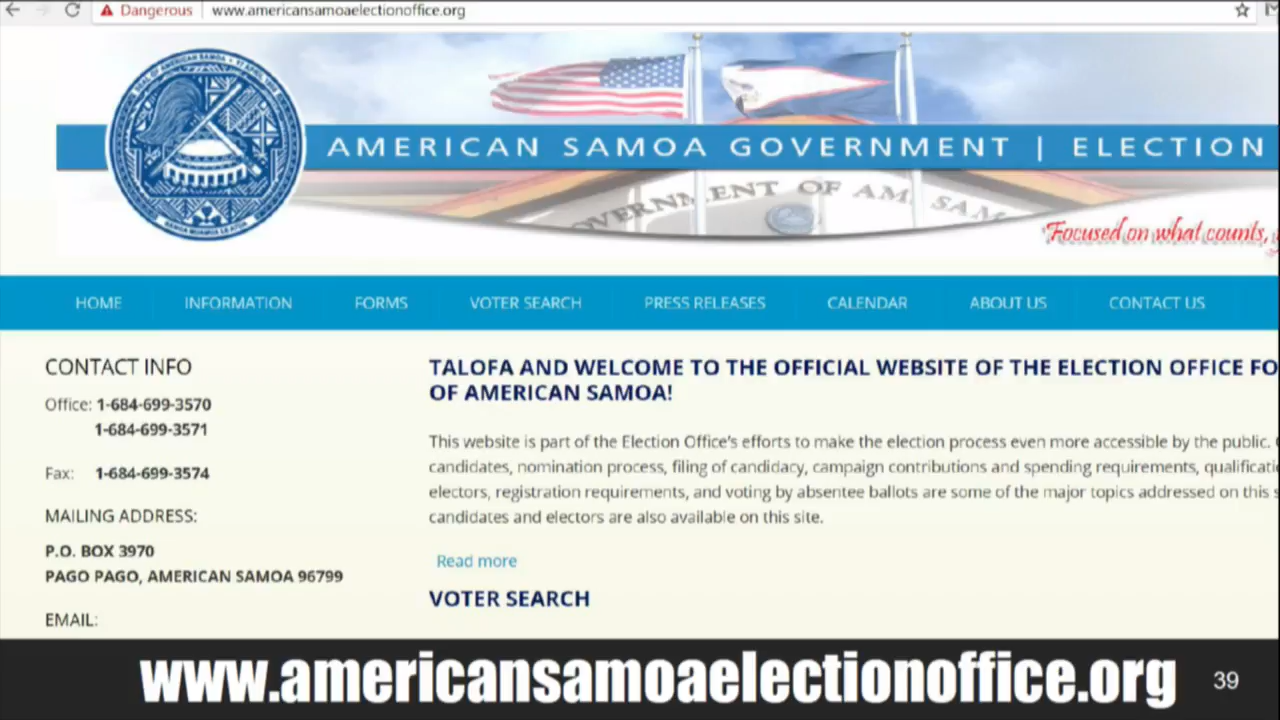 Dangerous www.americansamoaelectionoffice.org
AMERICAN SAMOA GOVERNMENT | ELECTION
GOVERNMENT OF AM. SAM
"Focused on what counts,
HOME INFORMATION FORMS VOTER SEARCH PRESS RELEASES CALENDAR ABOUT US CONTACT US
CONTACT INFO
Office: 1-684-699-3570
1-684-699-3571
Fax: 1-684-699-3574
MAILING ADDRESS:
P.O. BOX 3970
PAGO PAGO, AMERICAN SAMOA 96799
EMAIL:
TALOFA AND WELCOME TO THE OFFICIAL WEBSITE OF THE ELECTION OFFICE FO
OF AMERICAN SAMOA!
This website is part of the Election Office's efforts to make the election process even more accessible by the public.
candidates, nomination process, filing of candidacy, campaign contributions and spending requirements, qualificati
electors, registration requirements, and voting by absentee ballots are some of the major topics addressed on this s
candidates and electors are also available on this site.
Read more
VOTER SEARCH
www.americansamoaelectionoffice.org
39